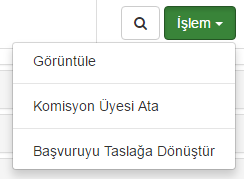 İşlem
Görüntüle
Komisyon Üyesi Ata
Başvuruyu Taslağa Dönüştür